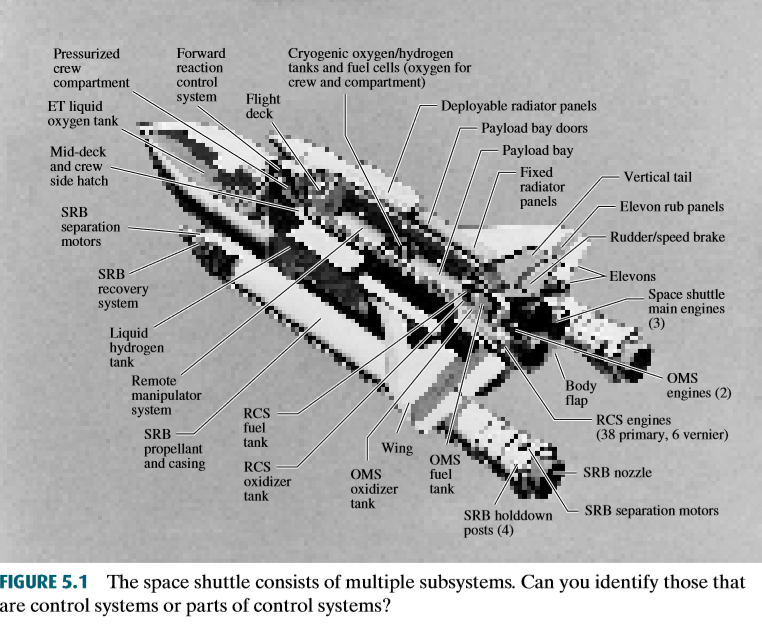 Pressurized
crew
compartment
Forward
reaction
control
system
Cryogenic oxygen/hydrogen
tanks and fuel cells (oxygen for
crew and compartment)
ET liquid
oxygen tank
Flight
deck
Deployable radiator panels
Payload bay doors
Mid-deck
and crew
side hatch
Payload bay
Fixed
radiator
panels
Vertical tail
SRB
separation
motors
Elevon rub panels
Rudder/speed brake
SRB
recovery
system
Elevons
Space shuttle
main engines
(3)
Liquid
hydrogen
tank
Remote
manipulator
system
OMS
engines (2)
Body
flap
RCS
fuel
tank
RCS engines
(38 primary, 6 vernier)
SRB
propellant
and casing
Wing
RCS
oxidizer
tank
OMS
oxidizer
tank
OMS
fuel
tank
SRB nozzle
SRB holddown
posts (4)
SRB separation motors
FIGURE 5.1 The space shuttle consists of multiple subsystems. Can you identify those that
are control systems or parts of control systems?